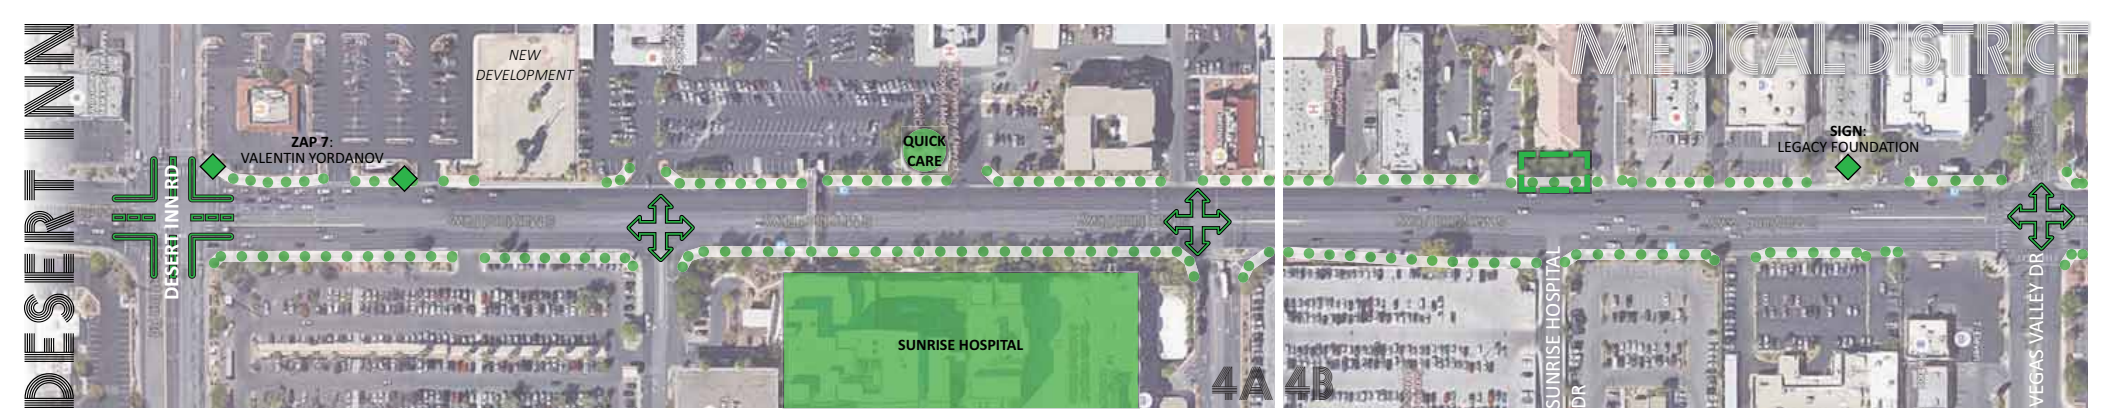 DESERT INN
DESERT INN RD
ZAP 7:
VALENTIN YORDANOV
NEW
DEVELOPMENT
QUICK
CARE
SUNRISE HOSPITAL
4A
4B
MEDICAL DISTRICT
SIGN:
LEGACY FOUNDATION
SUNRISE HOSPITAL
DR
VEGAS VALLEY DR